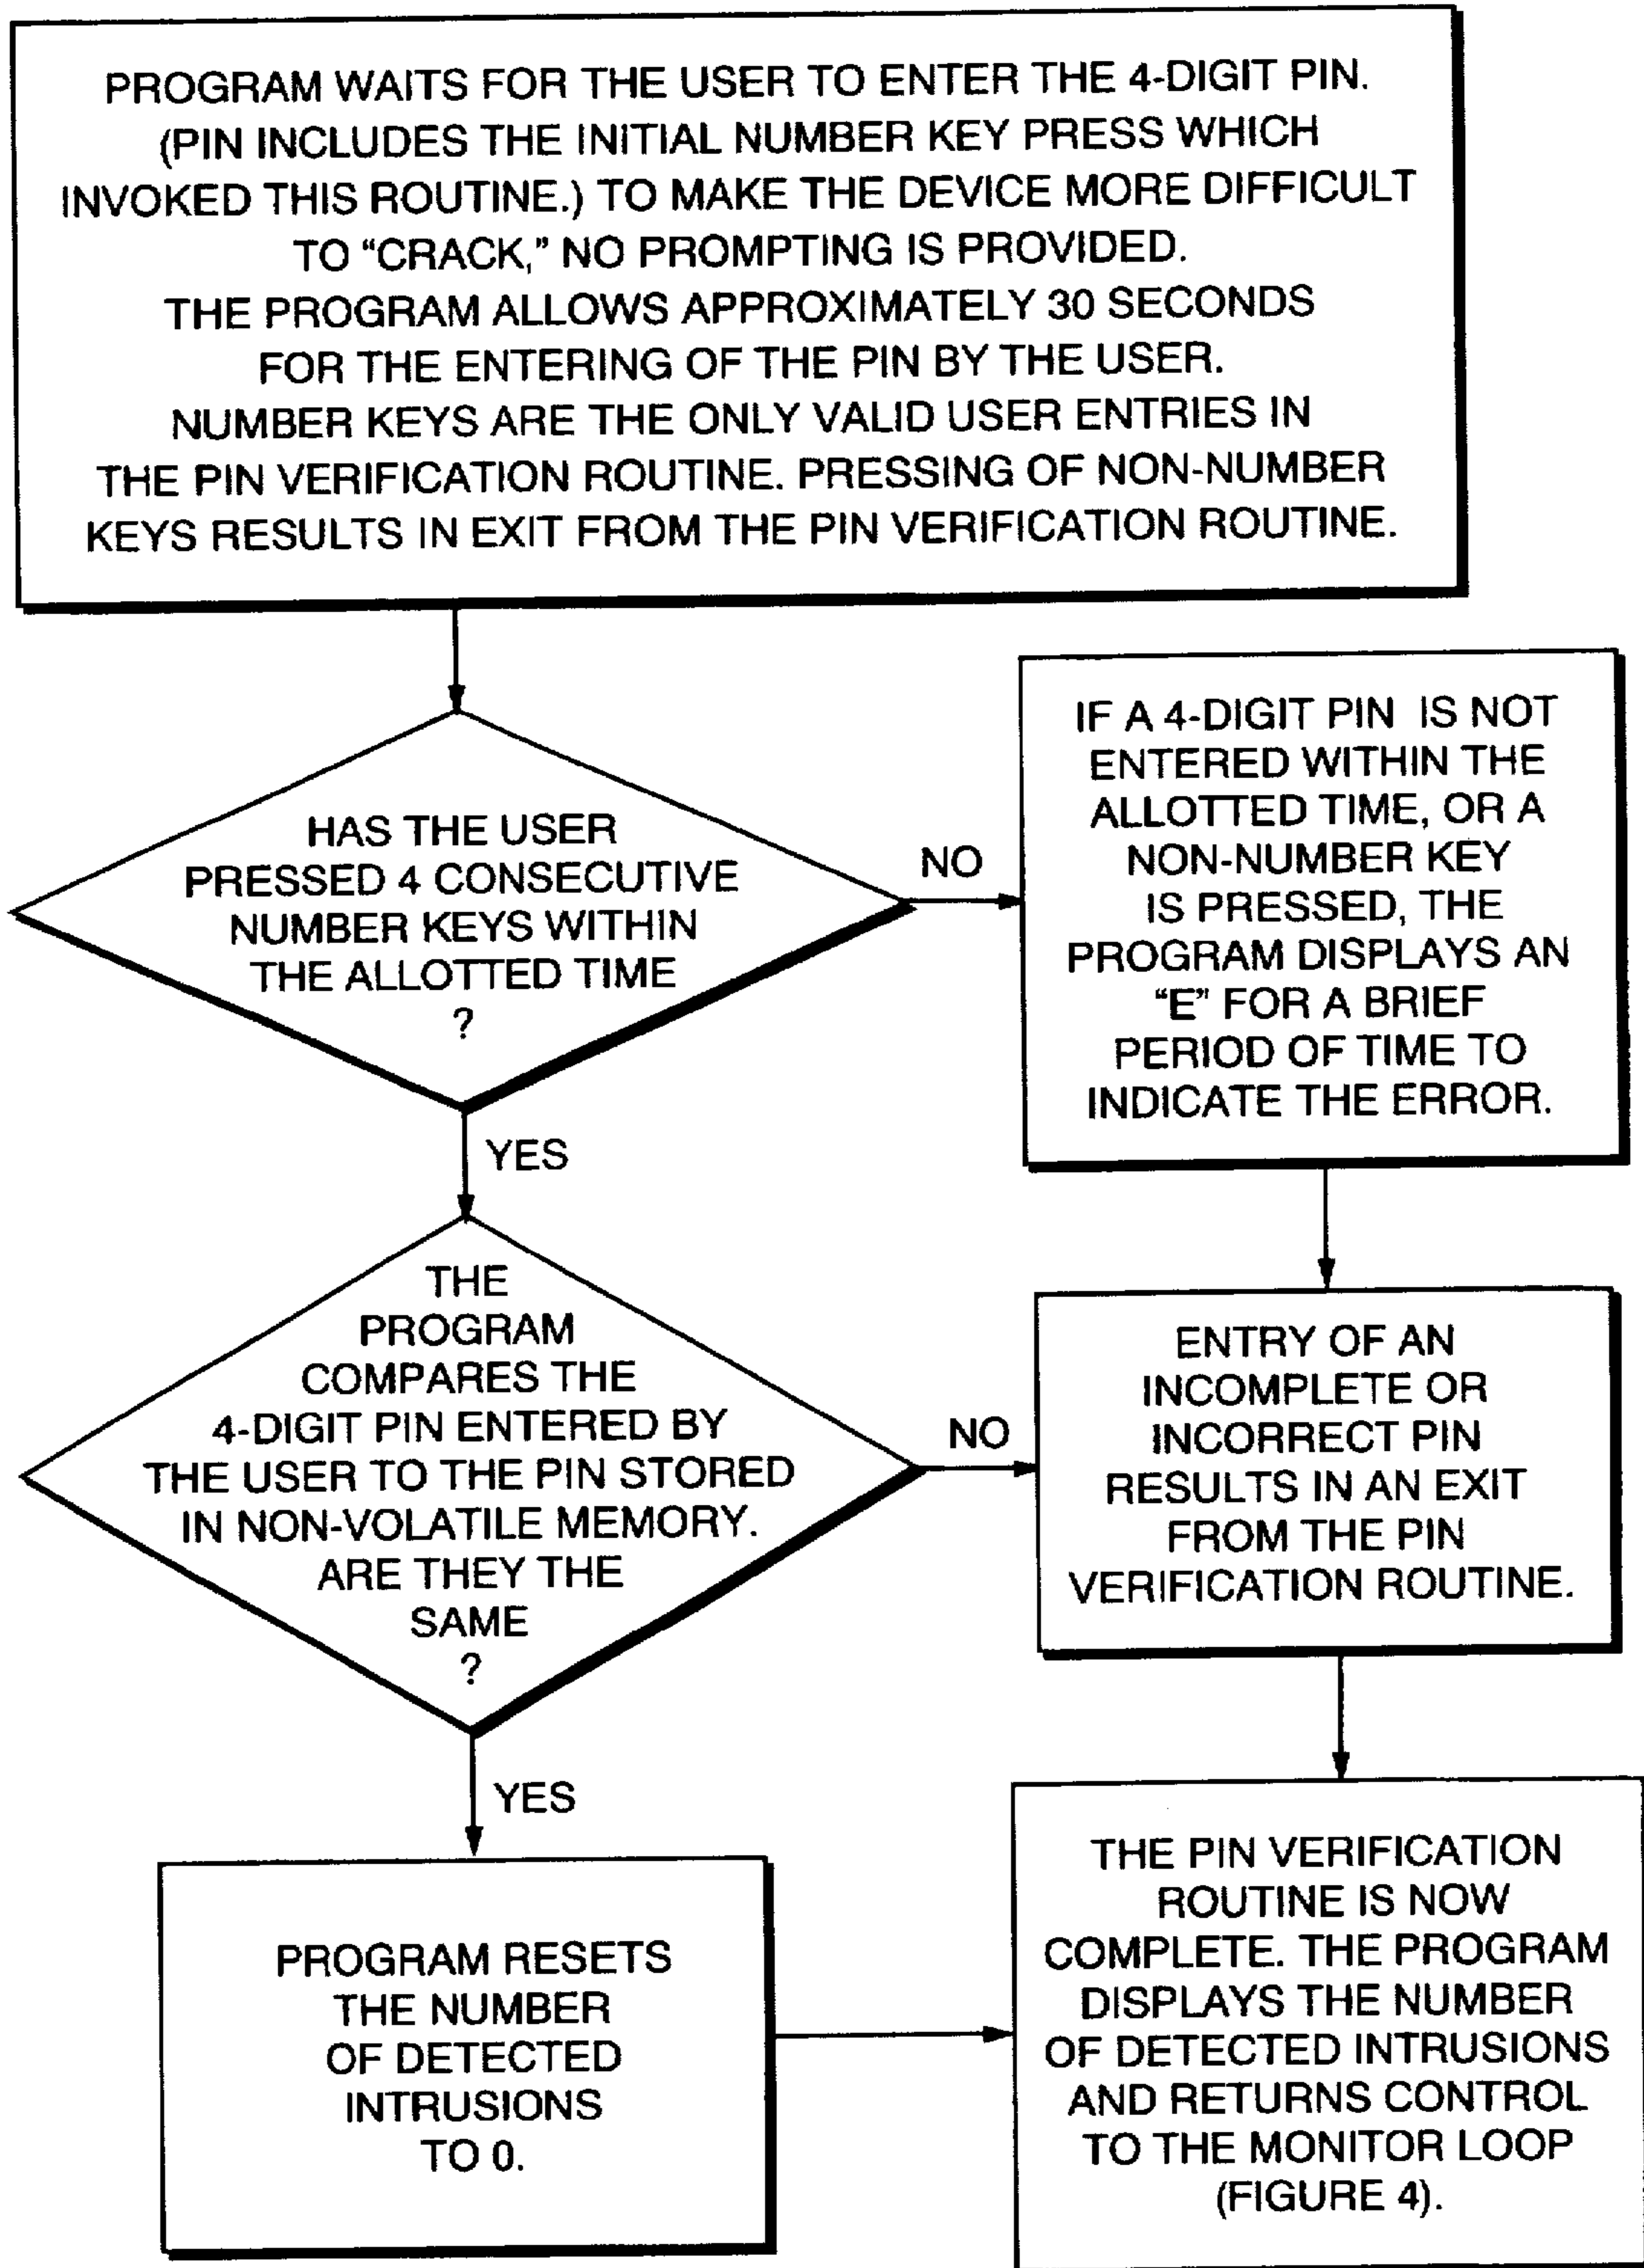 PROGRAM WAITS FOR THE USER TO ENTER THE 4-DIGIT PIN.
(PIN INCLUDES THE INITIAL NUMBER KEY PRESS WHICH
INVOKED THIS ROUTINE.) TO MAKE THE DEVICE MORE DIFFICULT
TO “CRACK,” NO PROMPTING IS PROVIDED.
THE PROGRAM ALLOWS APPROXIMATELY 30 SECONDS
FOR THE ENTERING OF THE PIN BY THE USER.
NUMBER KEYS ARE THE ONLY VALID USER ENTRIES IN
THE PIN VERIFICATION ROUTINE. PRESSING OF NON-NUMBER
KEYS RESULTS IN EXIT FROM THE PIN VERIFICATION ROUTINE.
HAS THE USER
PRESSED 4 CONSECUTIVE
NUMBER KEYS WITHIN
THE ALLOTTED TIME
?
NO
IF A 4-DIGIT PIN IS NOT
ENTERED WITHIN THE
ALLOTTED TIME, OR A
NON-NUMBER KEY
IS PRESSED, THE
PROGRAM DISPLAYS AN
“E” FOR A BRIEF
PERIOD OF TIME TO
INDICATE THE ERROR.
YES
THE
PROGRAM
COMPARES THE
4-DIGIT PIN ENTERED BY
THE USER TO THE PIN STORED
IN NON-VOLATILE MEMORY.
ARE THEY THE
SAME
?
NO
ENTRY OF AN
INCOMPLETE OR
INCORRECT PIN
RESULTS IN AN EXIT
FROM THE PIN
VERIFICATION ROUTINE.
YES
PROGRAM RESETS
THE NUMBER
OF DETECTED
INTRUSIONS
TO 0.
THE PIN VERIFICATION
ROUTINE IS NOW
COMPLETE. THE PROGRAM
DISPLAYS THE NUMBER
OF DETECTED INTRUSIONS
AND RETURNS CONTROL
TO THE MONITOR LOOP
(FIGURE 4).